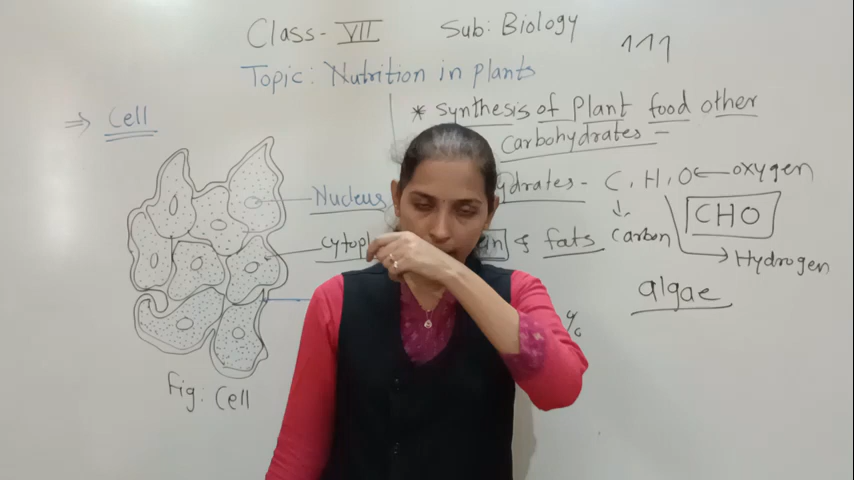 Class- VII Sub: Biology
111
Topic: Nutrition in plants
⇒ Cell
* Synthesis of Plant food other
Carbohydrates -
ydrates - C, H, O ← oxygen
Nucleus
CHO
cytopl
& fats
Carbon
Hydrogen
algae
Fig: Cell